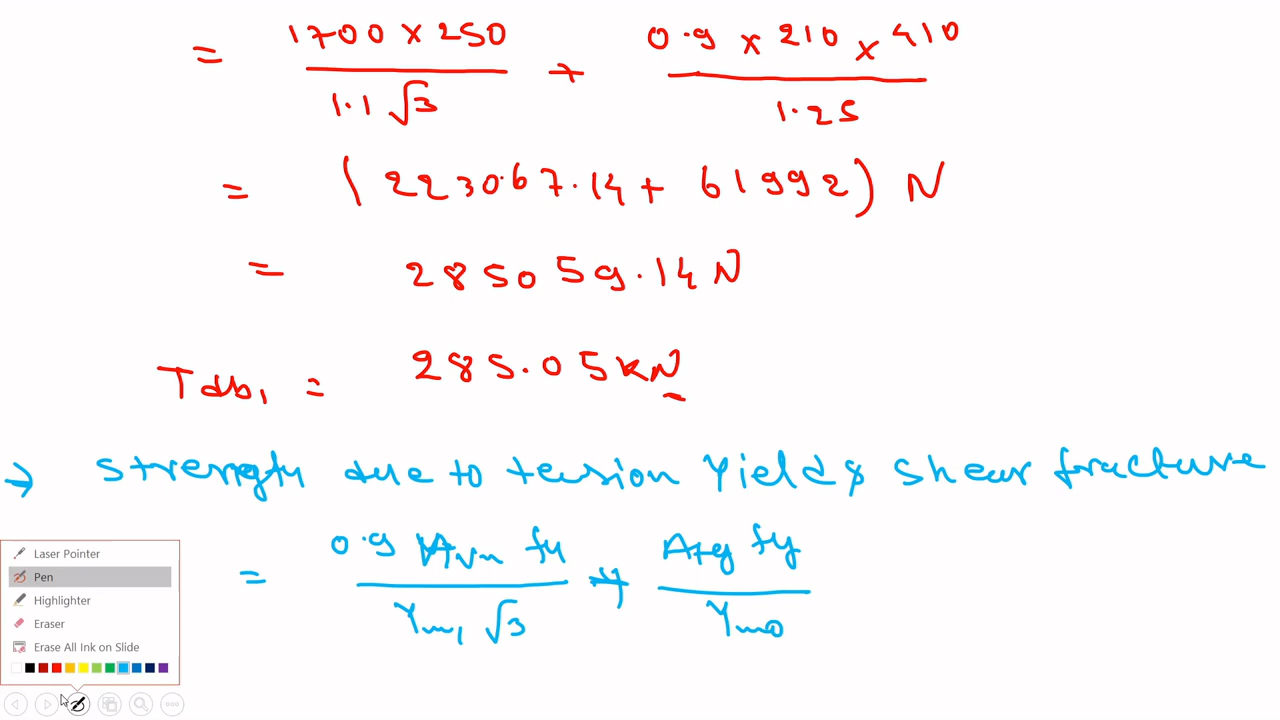 = 1700 × 250 / 1.1 √3 + 0.9 × 210 × 410 / 1.25
= (223067.14 + 61992) N
= 285059.14 N
Tdb1 = 285.05 kN
→ Strength due to tension Yield & shear fracture
= 0.9 Avn fu / γm1 √3 + Atg fy / γm0
Laser Pointer
Pen
Highlighter
Eraser
Erase All Ink on Slide